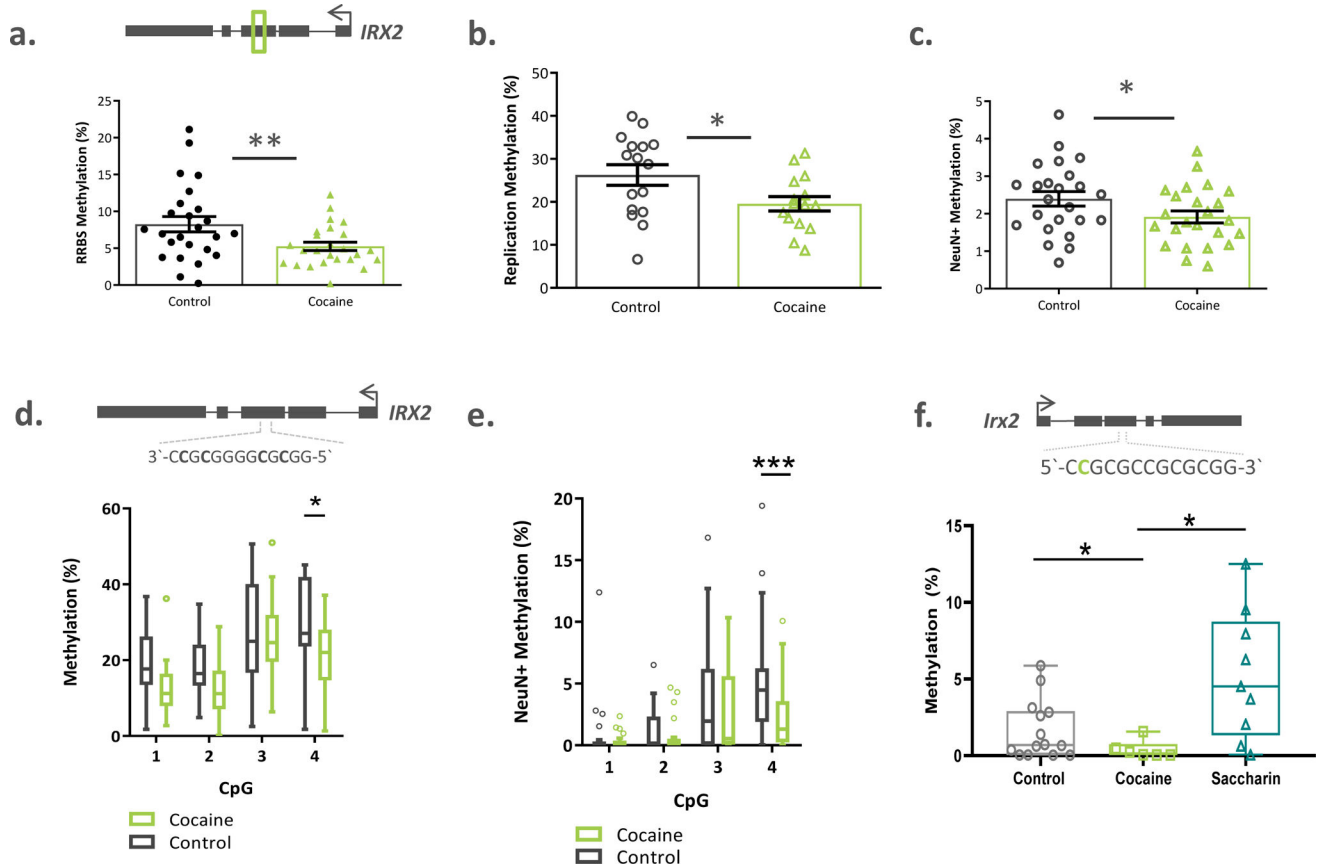 a.
IRX2
RRBS Methylation (%)
25
20
15
10
5
0
**
Control
Cocaine
b.
Replication Methylation (%)
50
40
30
20
10
0
*
Control
Cocaine
c.
NeuN+ Methylation (%)
5
4
3
2
1
0
*
Control
Cocaine
d.
IRX2
3`-CCGCGGGGCGCGG-5`
Methylation (%)
60
40
20
0
*
1
2
3
4
CpG
Cocaine
Control
e.
NeuN+ Methylation (%)
20
15
10
5
0
***
1
2
3
4
CpG
Cocaine
Control
f.
Irx2
5`-CCGCGCCGCGCGG-3`
Methylation (%)
15
10
5
0
*
*
Control
Cocaine
Saccharin